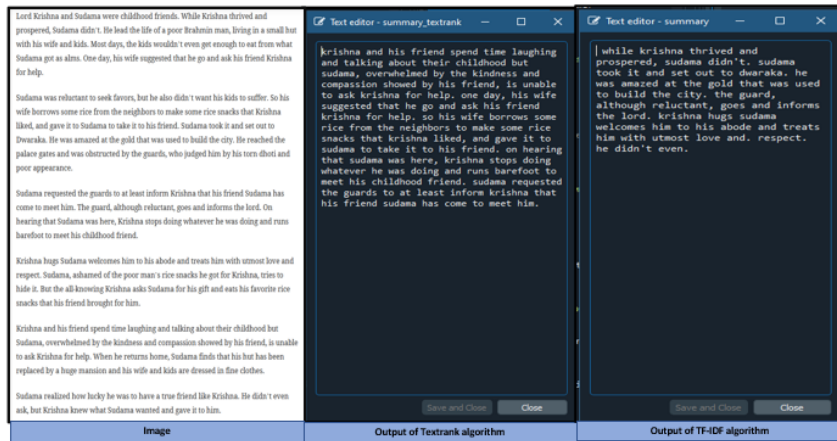 Lord Krishna and Sudama were childhood friends. While Krishna thrived and
prospered, Sudama didn't. He lead the life of a poor Brahmin man, living in a small hut
with his wife and kids. Most days, the kids wouldn't even get enough to eat from what
Sudama got as alms. One day, his wife suggested that he go and ask his friend Krishna
for help.
Sudama was reluctant to seek favors, but he also didn't want his kids to suffer. So his
wife borrows some rice from the neighbors to make some rice snacks that Krishna
liked, and gave it to Sudama to take it to his friend. Sudama took it and set out to
Dwaraka. He was amazed at the gold that was used to build the city. He reached the
palace gates and was obstructed by the guards, who judged him by his torn dhoti and
poor appearance.
Sudama requested the guards to at least inform Krishna that his friend Sudama has
come to meet him. The guard, although reluctant, goes and informs the lord. On
hearing that Sudama was here, Krishna stops doing whatever he was doing and runs
barefoot to meet his childhood friend.
Krishna hugs Sudama welcomes him to his abode and treats him with utmost love and
respect. Sudama, ashamed of the poor man's rice snacks he got for Krishna, tries to
hide it. But the all-knowing Krishna asks Sudama for his gift and eats his favorite rice
snacks that his friend brought for him.
Krishna and his friend spend time laughing and talking about their childhood but
Sudama, overwhelmed by the kindness and compassion showed by his friend, is unable
to ask Krishna for help. When he returns home, Sudama finds that his hut has been
replaced by a huge mansion and his wife and kids are dressed in fine clothes.
Sudama realized how lucky he was to have a true friend like Krishna. He didn't even
ask, but Krishna knew what Sudama wanted and gave it to him.
Image
Text editor - summary_textrank
krishna and his friend spend time laughing
and talking about their childhood but
sudama, overwhelmed by the kindness and
compassion showed by his friend, is unable
to ask krishna for help. one day, his wife
suggested that he go and ask his friend
krishna for help. so his wife borrows some
rice from the neighbors to make some rice
snacks that krishna liked, and gave it to
sudama to take it to his friend. on hearing
that sudama was here, krishna stops doing
whatever he was doing and runs barefoot to
meet his childhood friend. sudama requested
the guards to at least inform krishna that
his friend sudama has come to meet him.
Save and Close
Close
Output of Textrank algorithm
Text editor - summary
while krishna thrived and
prospered, sudama didn't. sudama
took it and set out to dwaraka. he
was amazed at the gold that was used
to build the city. the guard,
although reluctant, goes and informs
the lord. krishna hugs sudama
welcomes him to his abode and treats
him with utmost love and. respect.
he didn't even.
Save and Close
Close
Output of TF-IDF algorithm